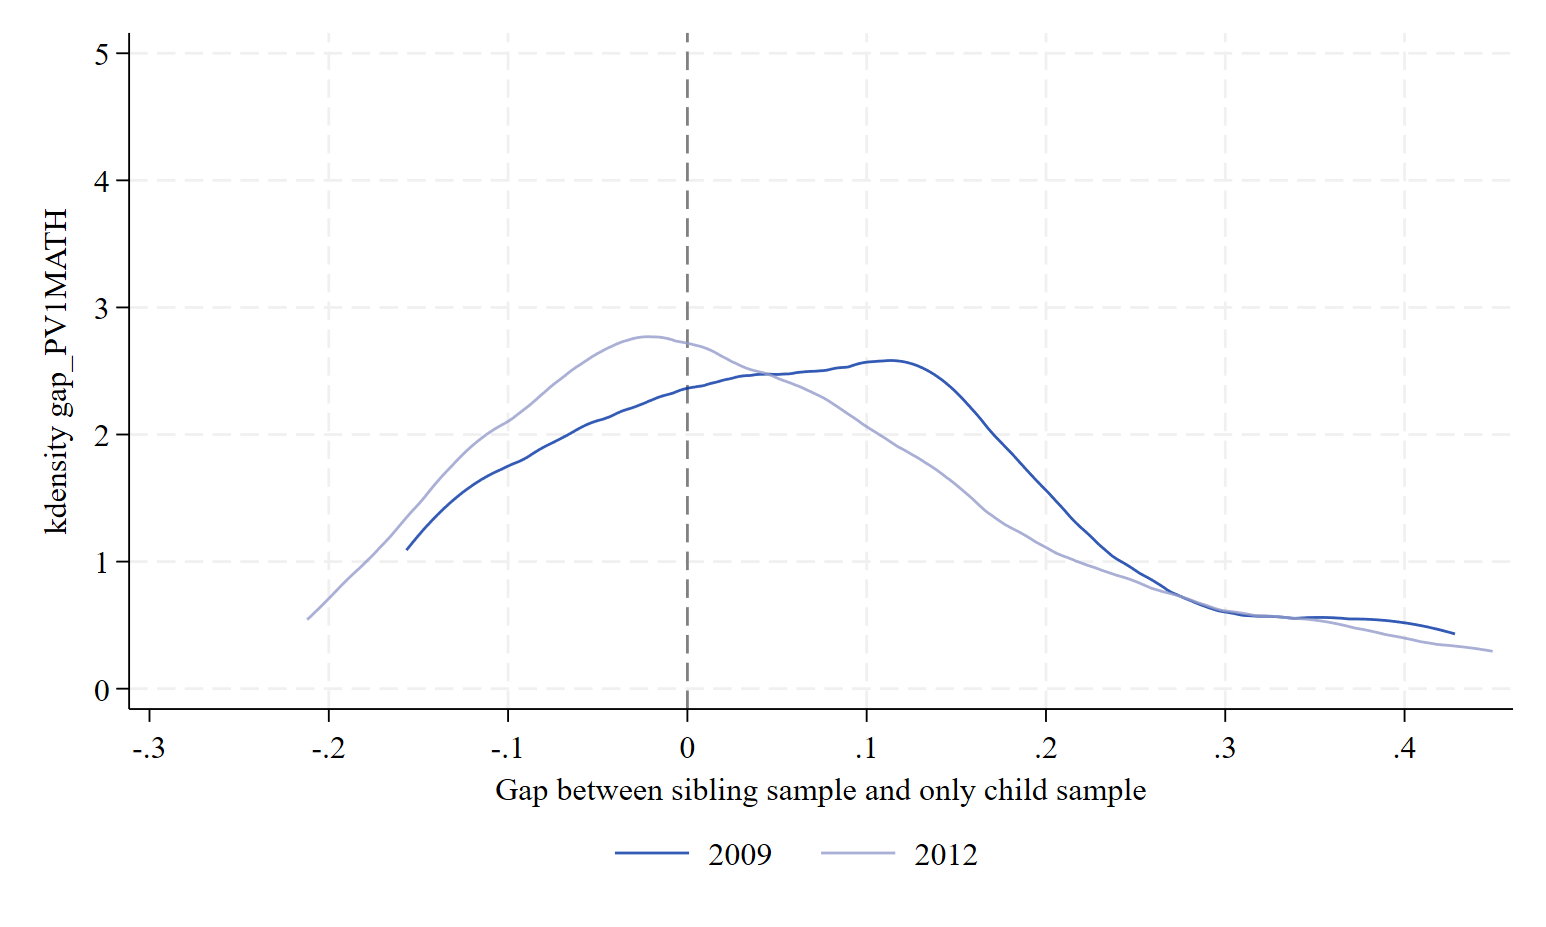 5
4
3
2
1
0
kdensity gap_PV1MATH
-.3 -.2 -.1 0 .1 .2 .3 .4
Gap between sibling sample and only child sample
2009 2012